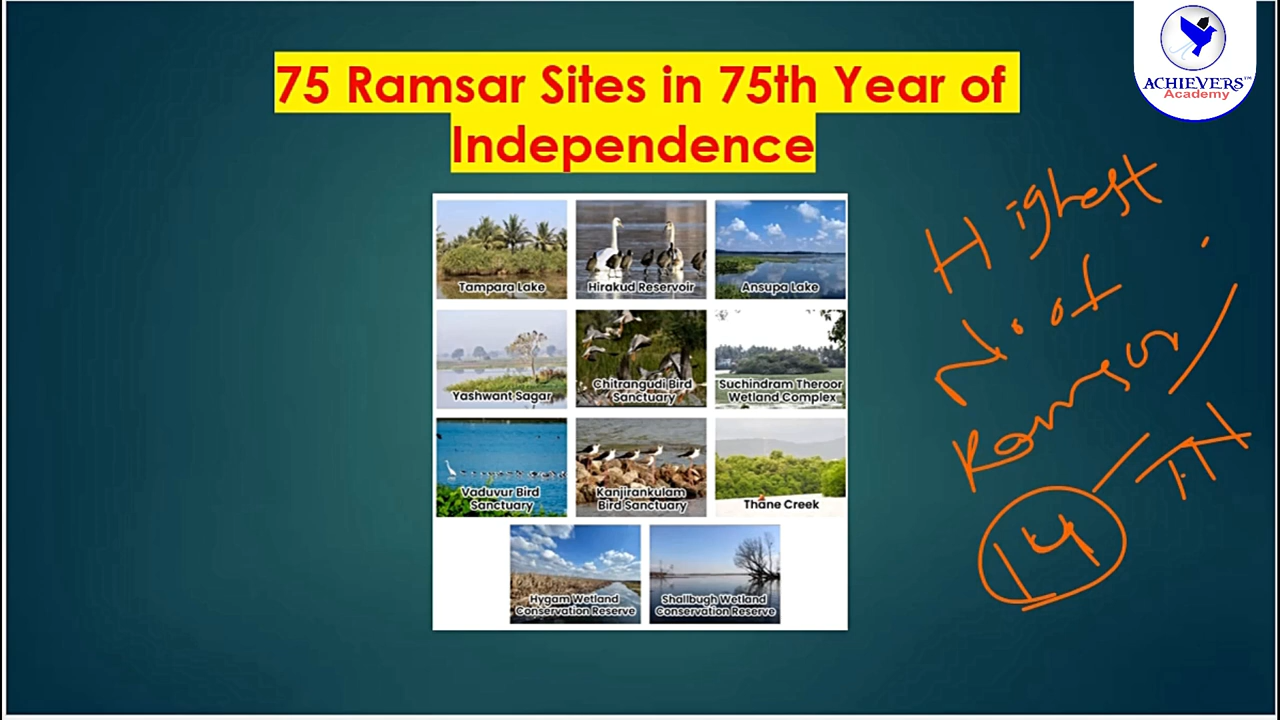 75 Ramsar Sites in 75th Year of
Independence
ACHIEVERS™
Academy
Tampara Lake
Hirakud Reservoir
Ansupa Lake
Yashwant Sagar
Chitrangudi Bird
Sanctuary
Suchindram Theroor
Wetland Complex
Vaduvur Bird
Sanctuary
Kanjirankulam
Bird Sanctuary
Thane Creek
Hygam Wetland
Conservation Reserve
Shallbugh Wetland
Conservation Reserve
Highest
No. of
Ramsar
14
T.N